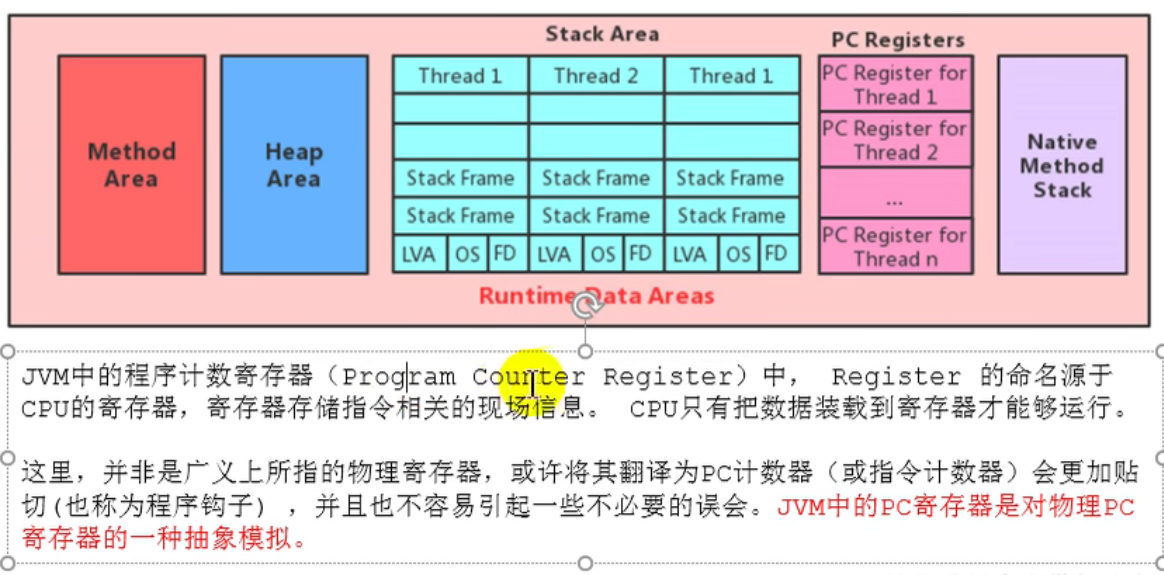 Stack Area
PC Registers
Method
Area
Heap
Area
Thread 1
Thread 2
Thread 1
Stack Frame
Stack Frame
Stack Frame
Stack Frame
Stack Frame
Stack Frame
LVA
OS
FD
LVA
OS
FD
LVA
OS
FD
PC Register for
Thread 1
PC Register for
Thread 2
...
PC Register for
Thread n
Native
Method
Stack
Runtime Data Areas
JVM中的程序计数寄存器（Program Counter Register）中， Register 的命名源于
CPU的寄存器，寄存器存储指令相关的现场信息。 CPU只有把数据装载到寄存器才能够运行。
这里，并非是广义上所指的物理寄存器，或许将其翻译为PC计数器（或指令计数器）会更加贴
切(也称为程序钩子) ，并且也不容易引起一些不必要的误会。JVM中的PC寄存器是对物理PC
寄存器的一种抽象模拟。